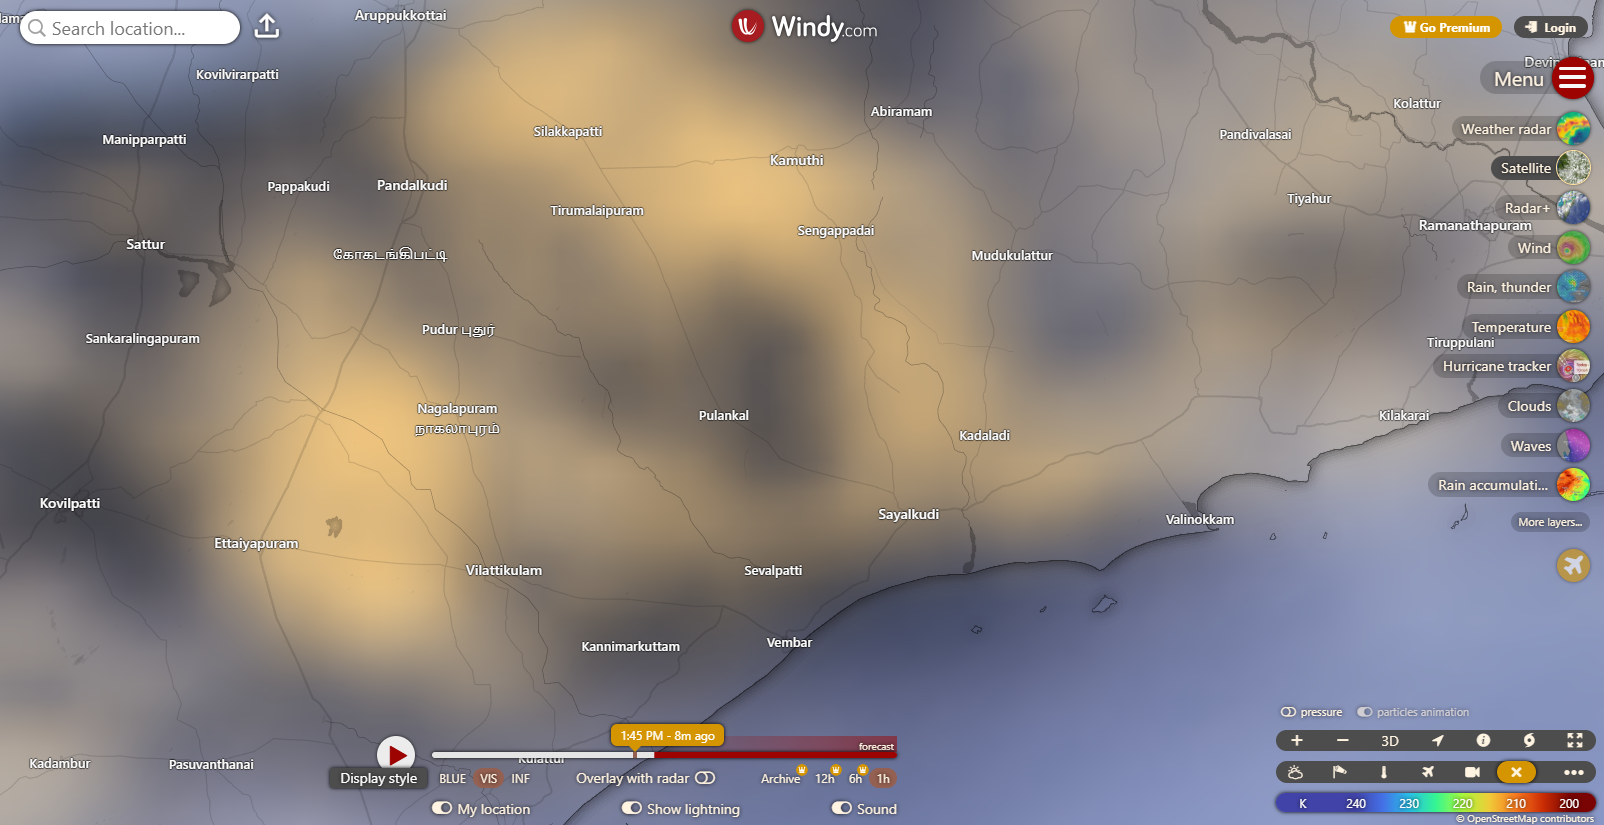 Search location...
Aruppukkottai
Windy.com
Go Premium
Login
Menu
Kovilvirarpatti
Kolattur
Abiramam
Weather radar
Silakkapatti
Pandivalasai
Manipparpatti
Kamuthi
Satellite
Pappakudi
Pandalkudi
Tiyahur
Tirumalaipuram
Radar+
Ramanathapuram
Sengappadai
Sattur
Wind
கோகடங்கிபட்டி
Mudukulattur
Rain, thunder
Temperature
Pudur புதுர்
Sankaralingapuram
Tiruppulani
Hurricane tracker
Clouds
Nagalapuram
நாகலாபுரம்
Pulankal
Kilakarai
Kadaladi
Waves
Rain accumulati...
Kovilpatti
Sayalkudi
Valinokkam
More layers...
Ettaiyapuram
Vilattikulam
Sevalpatti
Kannimarkuttam
Vembar
pressure
particles animation
1:45 PM - 8m ago
forecast
3D
Kadambur
Pasuvanthanai
Kulattur
Display style
BLUE
VIS
INF
Overlay with radar
Archive
12h
6h
1h
My location
Show lightning
Sound
K 240 230 220 210 200
© OpenStreetMap contributors